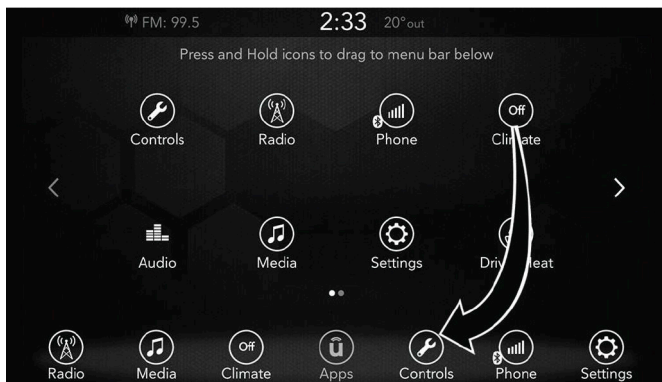 FM: 99.5 2:33 20° out
Press and Hold icons to drag to menu bar below
Off
Controls Radio Phone Climate
Audio Media Settings
Off û
Radio Media Climate Apps Controls Phone Settings